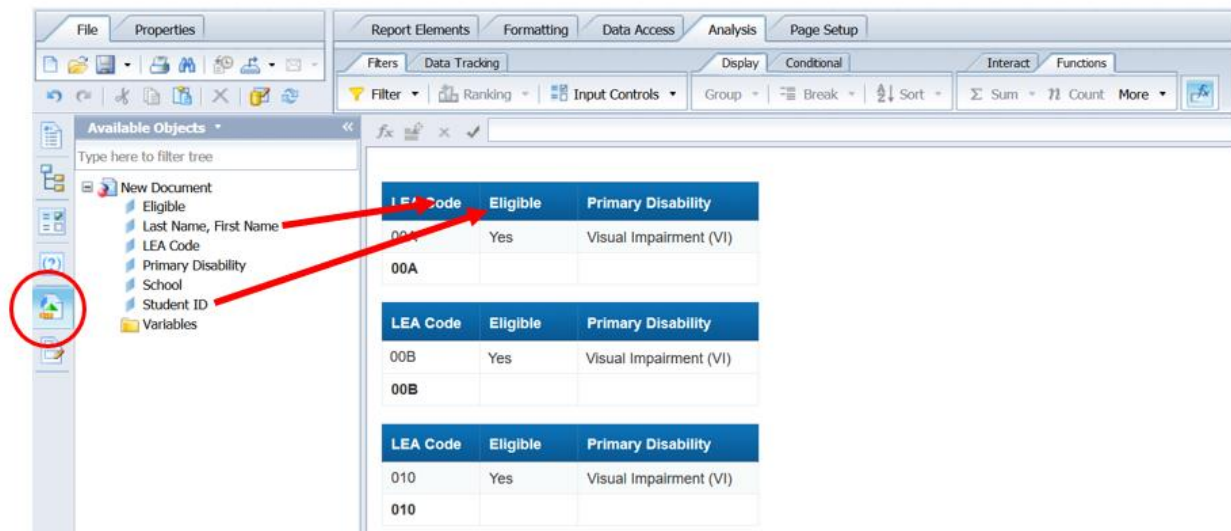 File Properties Report Elements Formatting Data Access Analysis Page Setup
Filters Data Tracking Display Conditional Interact Functions
Filter Ranking Input Controls Group Break Sort Σ Sum n Count More fx
Available Objects «
Type here to filter tree
New Document
Eligible
Last Name, First Name
LEA Code
Primary Disability
School
Student ID
Variables
fx
LEA Code Eligible Primary Disability
00A Yes Visual Impairment (VI)
00A
LEA Code Eligible Primary Disability
00B Yes Visual Impairment (VI)
00B
LEA Code Eligible Primary Disability
010 Yes Visual Impairment (VI)
010